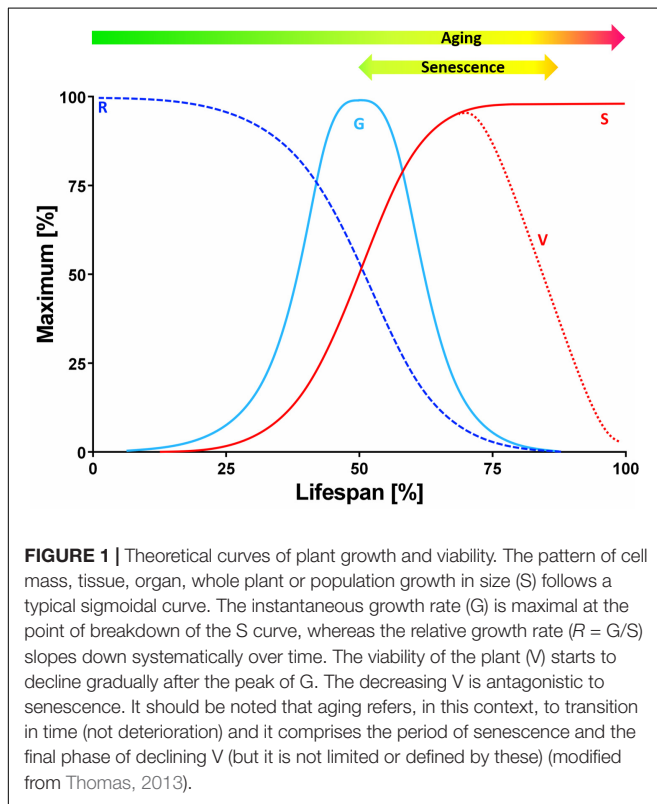 Aging
Senescence
100
R
G
S
75
V
50
25
0
Maximum [%]
0 25 50 75 100
Lifespan [%]
FIGURE 1 | Theoretical curves of plant growth and viability. The pattern of cell
mass, tissue, organ, whole plant or population growth in size (S) follows a
typical sigmoidal curve. The instantaneous growth rate (G) is maximal at the
point of breakdown of the S curve, whereas the relative growth rate (R = G/S)
slopes down systematically over time. The viability of the plant (V) starts to
decline gradually after the peak of G. The decreasing V is antagonistic to
senescence. It should be noted that aging refers, in this context, to transition
in time (not deterioration) and it comprises the period of senescence and the
final phase of declining V (but it is not limited or defined by these) (modified
from Thomas, 2013).